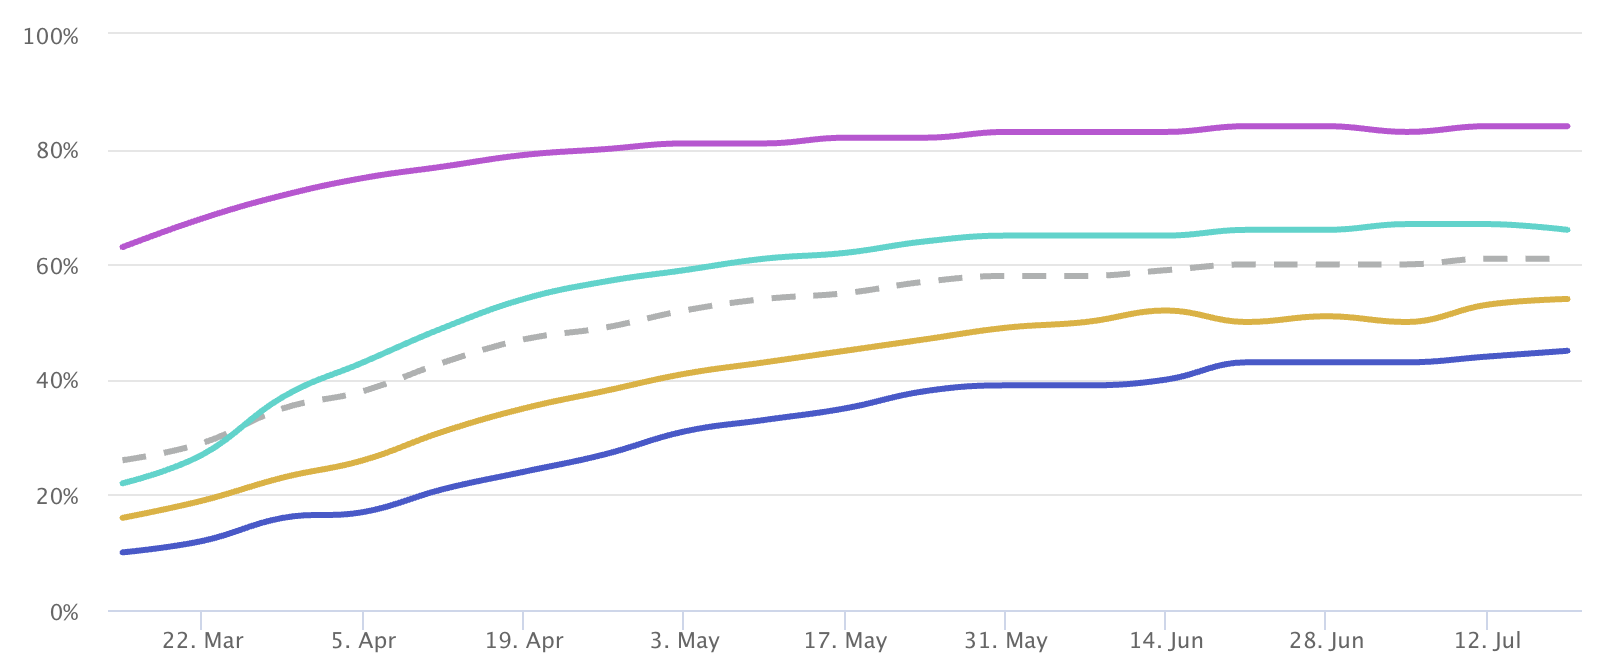 100%
80%
60%
40%
20%
0%
22. Mar
5. Apr
19. Apr
3. May
17. May
31. May
14. Jun
28. Jun
12. Jul